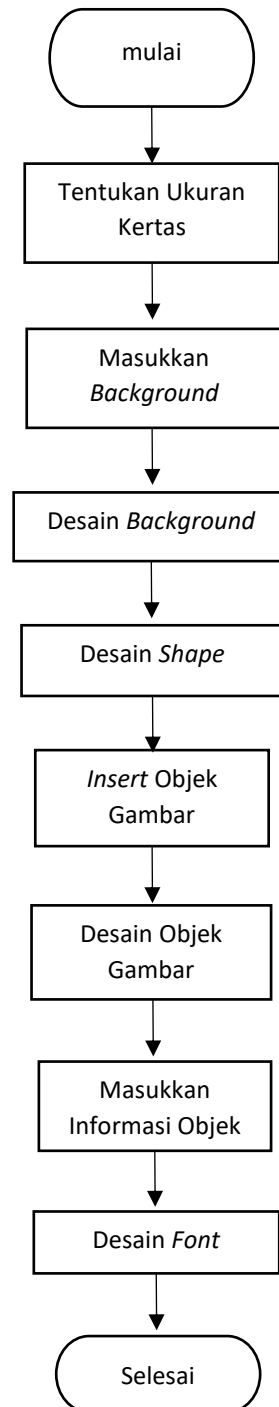 mulai
Tentukan Ukuran
Kertas
Masukkan
Background
Desain Background
Desain Shape
Insert Objek
Gambar
Desain Objek
Gambar
Masukkan
Informasi Objek
Desain Font
Selesai